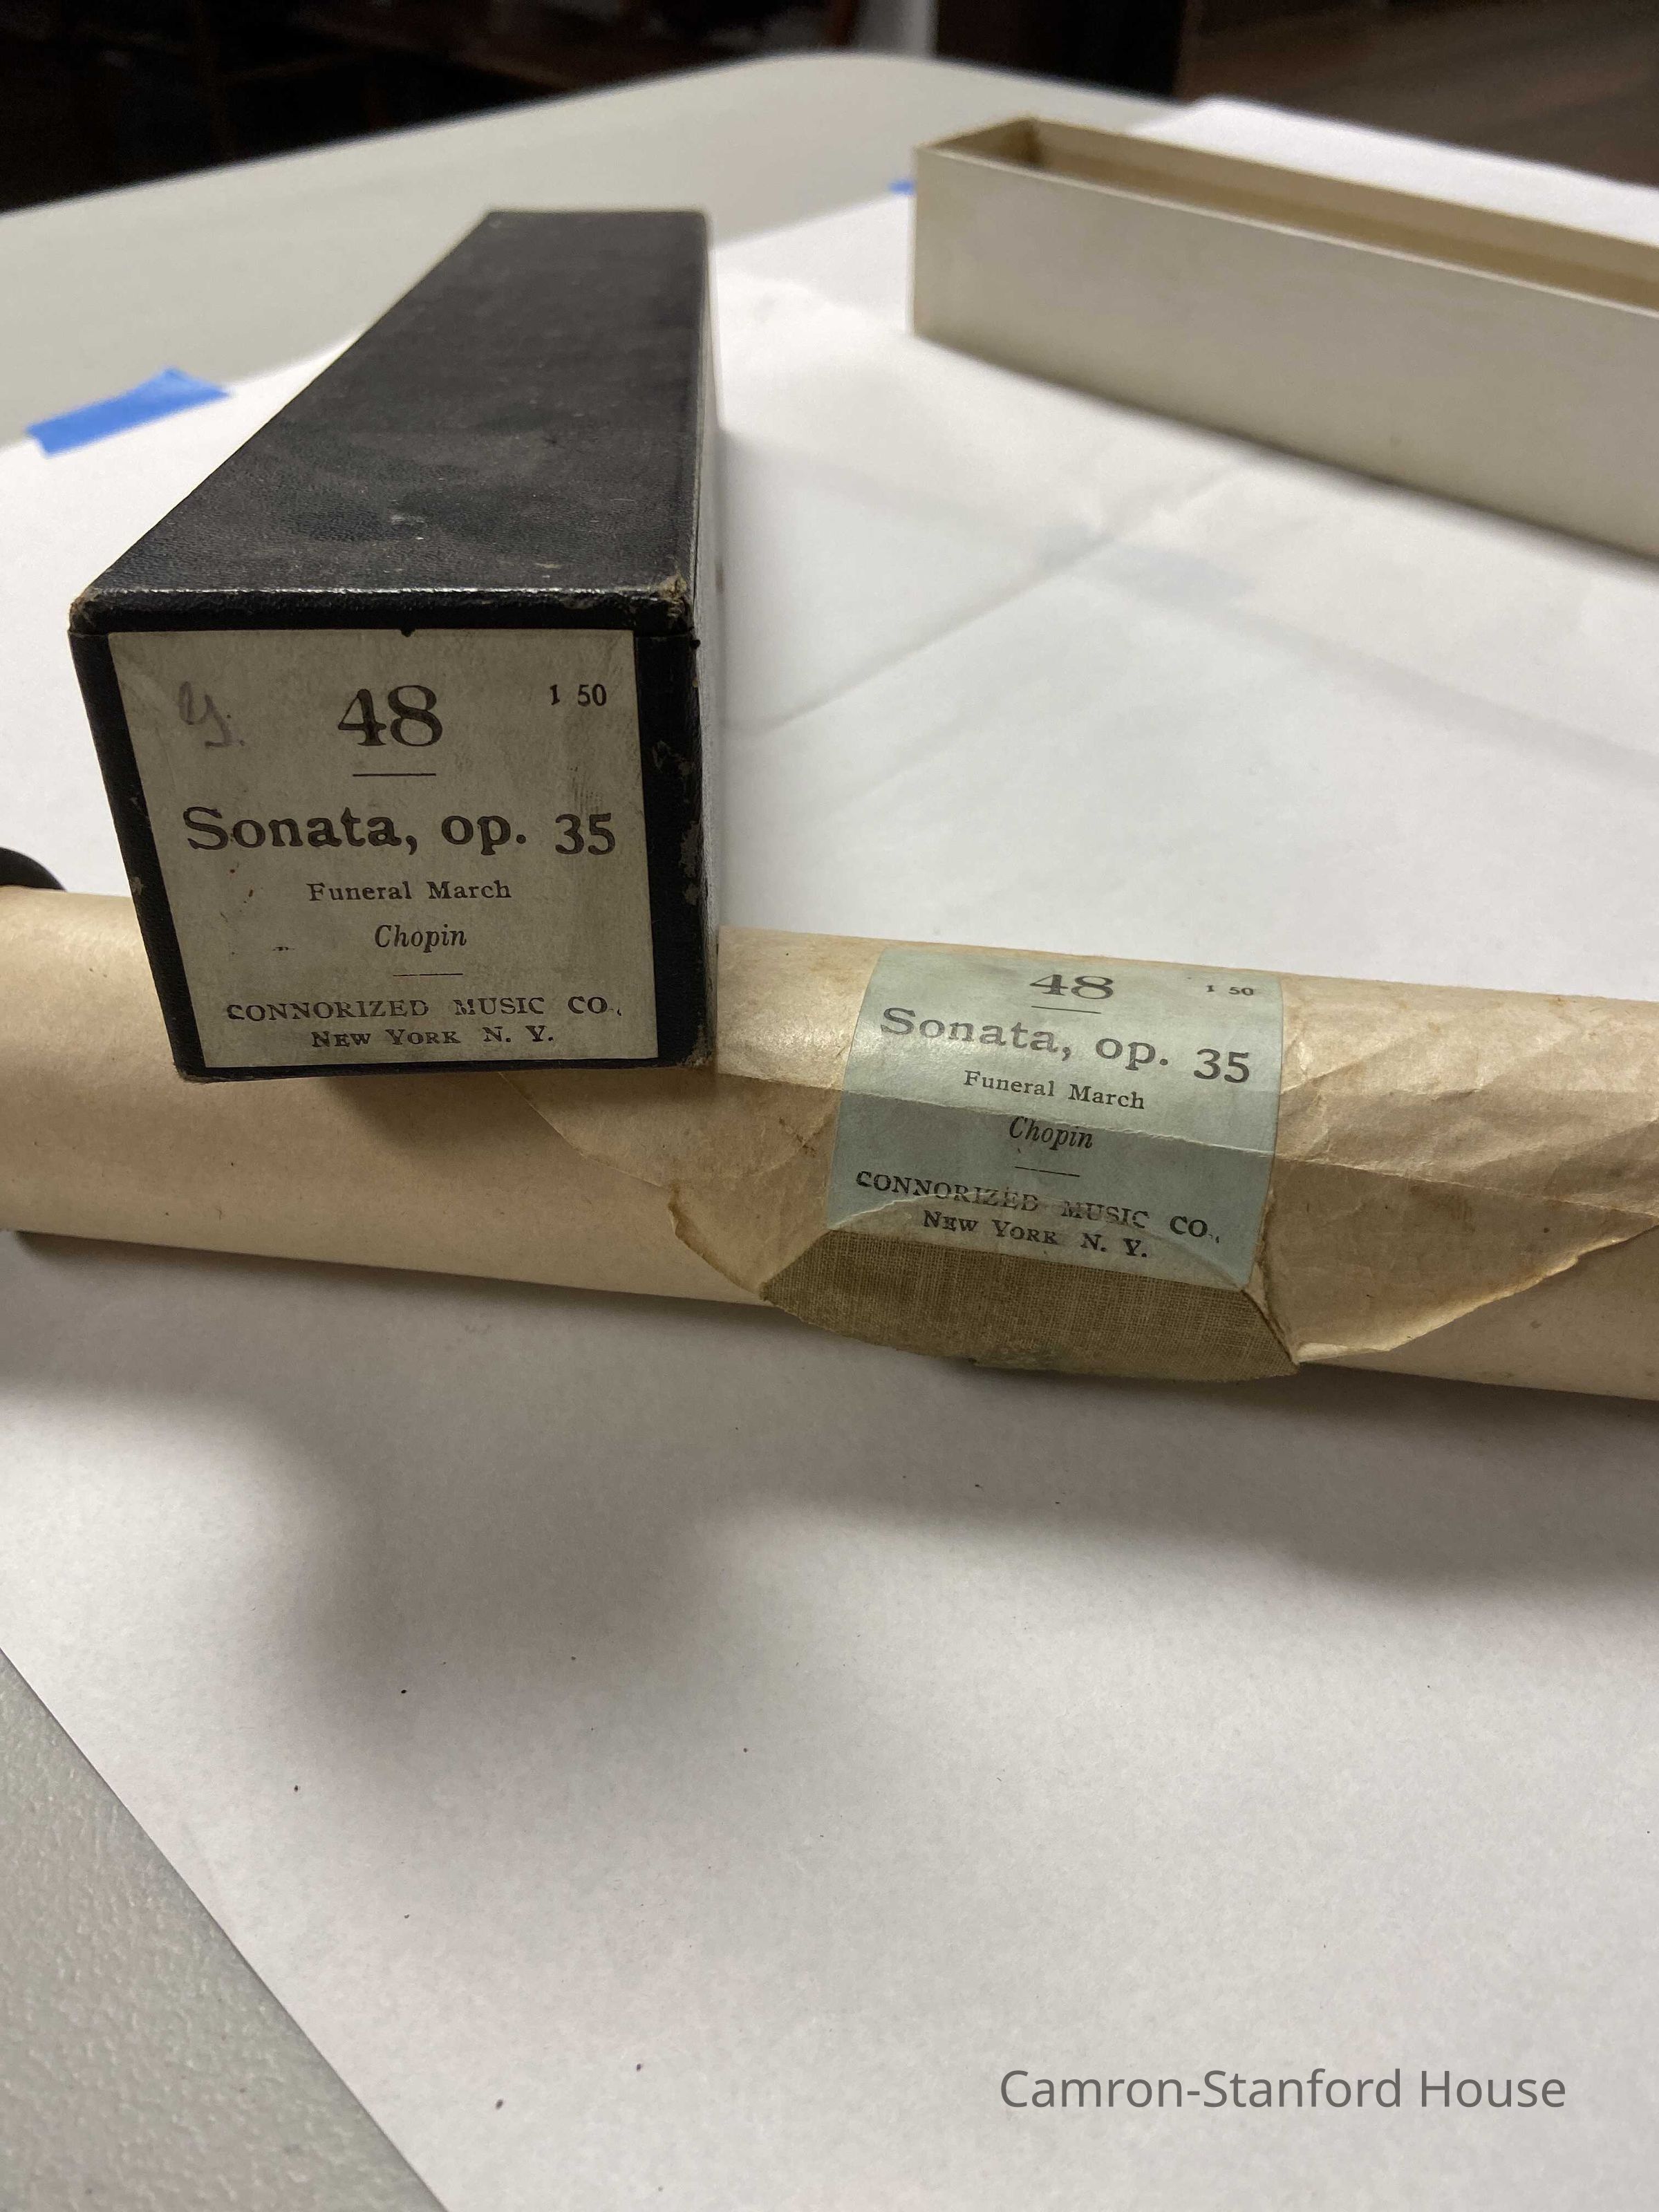 48
1 50
Sonata, op. 35
Funeral March
Chopin
CONNORIZED MUSIC CO.,
NEW YORK N. Y.
48
1 50
Sonata, op. 35
Funeral March
Chopin
CONNORIZED MUSIC CO.,
NEW YORK N. Y.
Camron-Stanford House